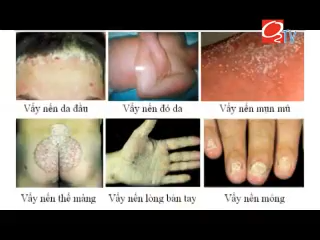 O2TV
Vẩy nến da đầu
Vẩy nến đỏ da
Vẩy nến mụn mủ
Vẩy nến thể mảng
Vẩy nến lòng bàn tay
Vẩy nến móng